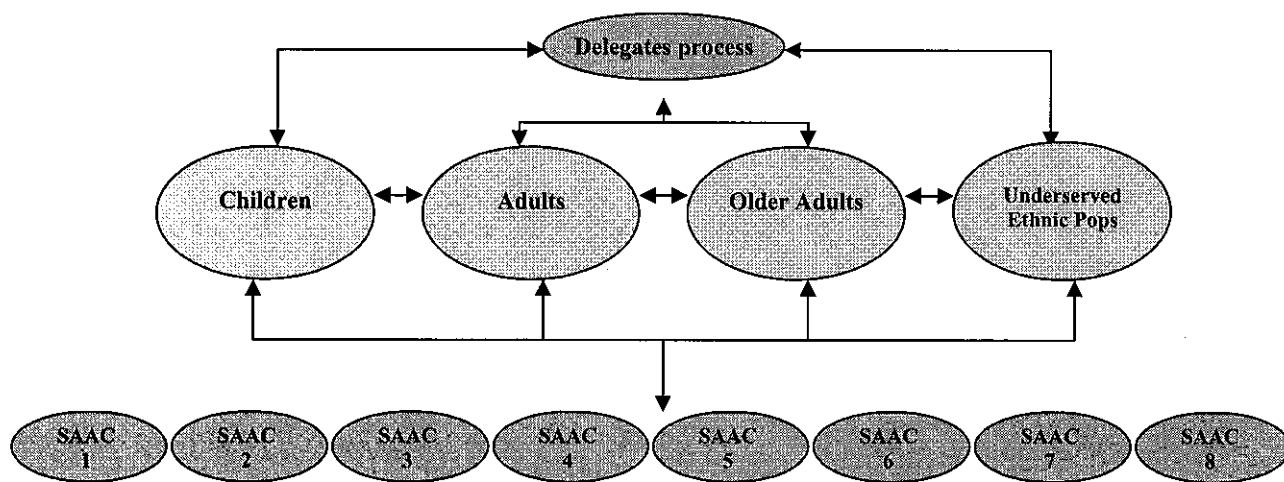 Delegates process
Children
Adults
Older Adults
Underserved
Ethnic Pops
SAAC
1
SAAC
2
SAAC
3
SAAC
4
SAAC
5
SAAC
6
SAAC
7
SAAC
8